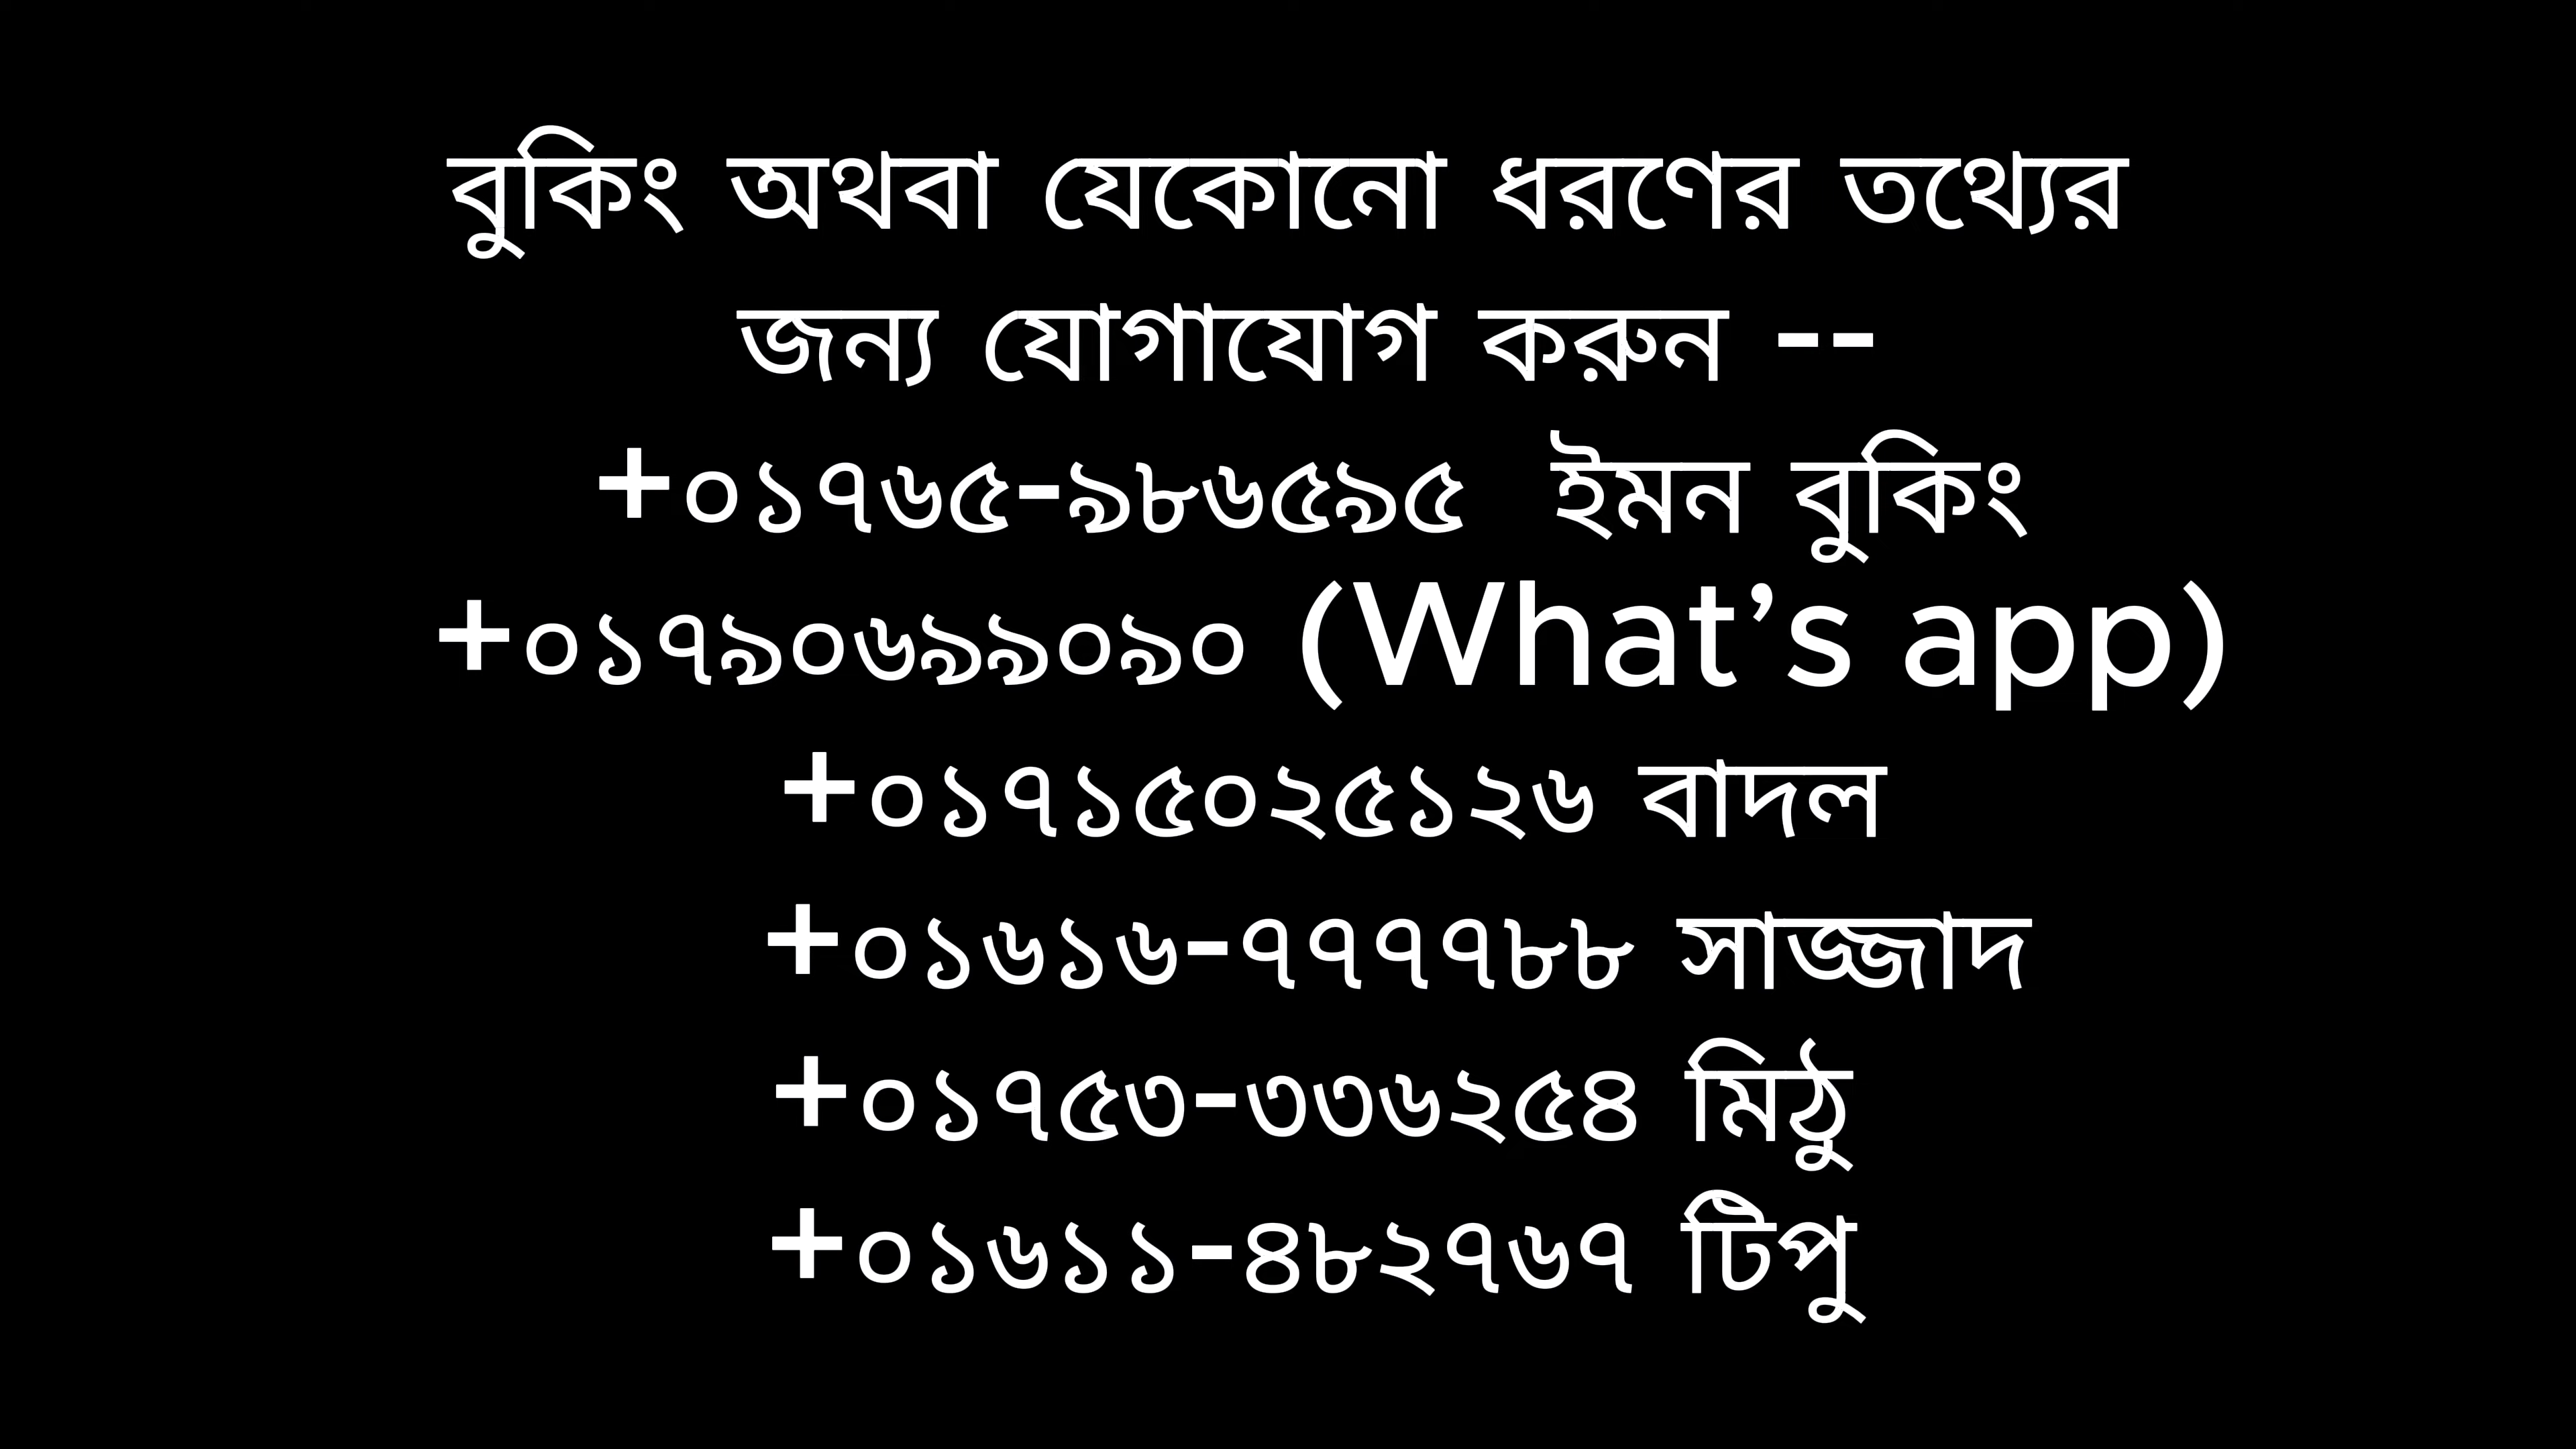 বুকিং অথবা যেকোনো ধরণের তথ্যের
জন্য যোগাযোগ করুন --
+০১৭৬৫-৯৮৬৫৯৫ ইমন বুকিং
+০১৭৯০৬৯৯০৯০ (What’s app)
+০১৭১৫০২৫১২৬ বাদল
+০১৬১৬-৭৭৭৭৮৮ সাজ্জাদ
+০১৭৫৩-৩৩৬২৫৪ মিঠু
+০১৬১১-৪৮২৭৬৭ টিপু